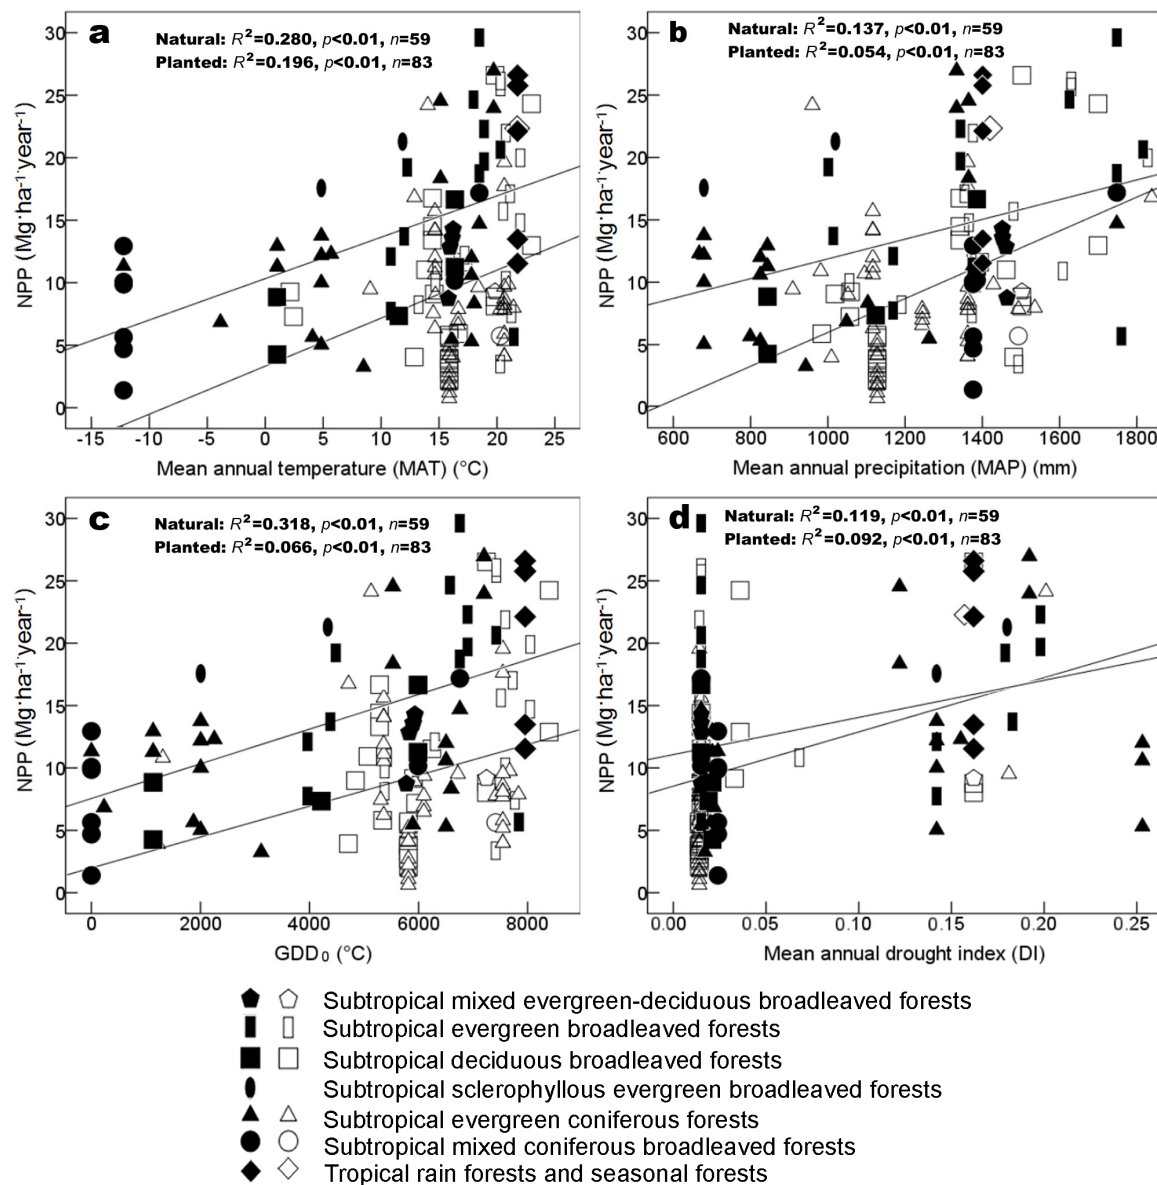 a
Natural: R²=0.280, p<0.01, n=59
Planted: R²=0.196, p<0.01, n=83
NPP (Mg·ha⁻¹·year⁻¹)
30
25
20
15
10
5
0
-15 -10 -5 0 5 10 15 20 25
Mean annual temperature (MAT) (°C)
b
Natural: R²=0.137, p<0.01, n=59
Planted: R²=0.054, p<0.01, n=83
NPP (Mg·ha⁻¹·year⁻¹)
30
25
20
15
10
5
0
600 800 1000 1200 1400 1600 1800
Mean annual precipitation (MAP) (mm)
c
Natural: R²=0.318, p<0.01, n=59
Planted: R²=0.066, p<0.01, n=83
NPP (Mg·ha⁻¹·year⁻¹)
30
25
20
15
10
5
0
0 2000 4000 6000 8000
GDD₀ (°C)
d
Natural: R²=0.119, p<0.01, n=59
Planted: R²=0.092, p<0.01, n=83
NPP (Mg·ha⁻¹·year⁻¹)
30
25
20
15
10
5
0
0.00 0.05 0.10 0.15 0.20 0.25
Mean annual drought index (DI)
Subtropical mixed evergreen-deciduous broadleaved forests
Subtropical evergreen broadleaved forests
Subtropical deciduous broadleaved forests
Subtropical sclerophyllous evergreen broadleaved forests
Subtropical evergreen coniferous forests
Subtropical mixed coniferous broadleaved forests
Tropical rain forests and seasonal forests